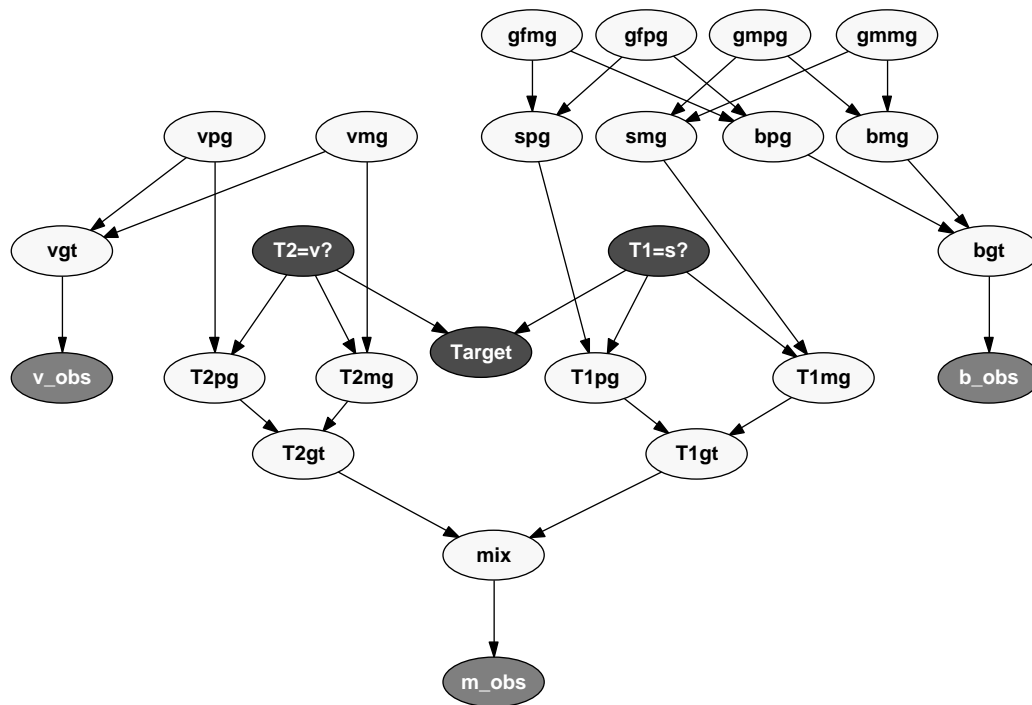 gfmg gfpg gmpg gmmg
vpg vmg spg smg bpg bmg
vgt T2=v? T1=s? bgt
Target
v_obs T2pg T2mg T1pg T1mg b_obs
T2gt T1gt
mix
m_obs